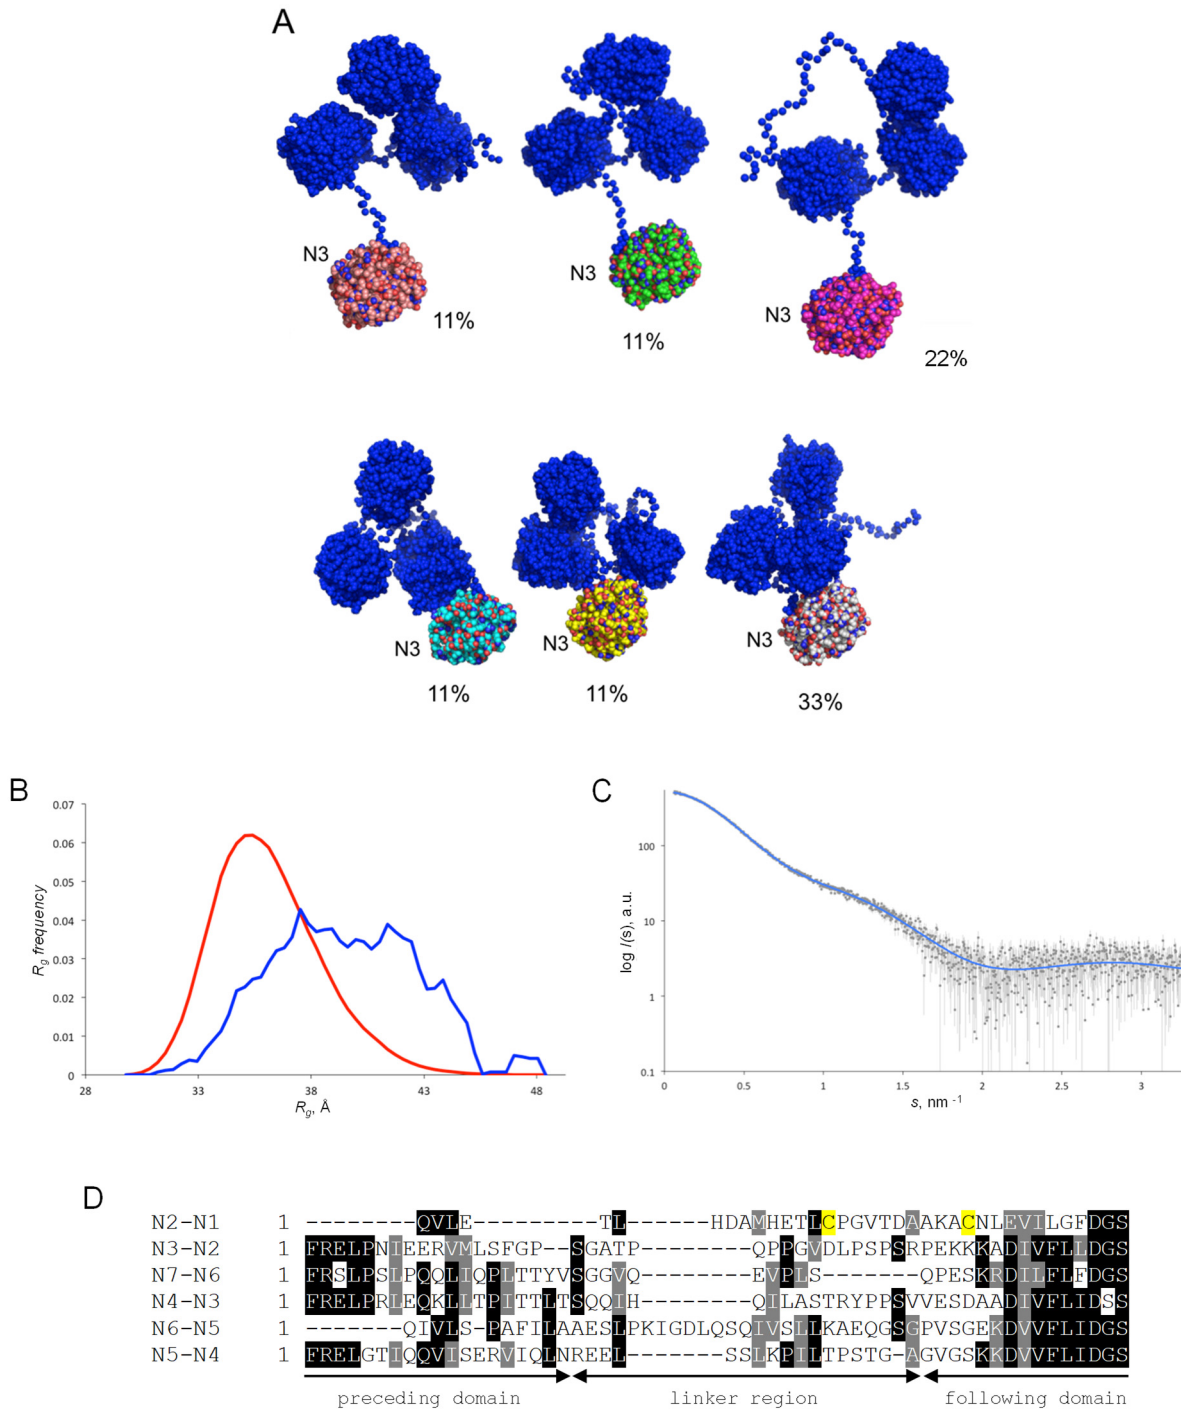 A
N3
11%
N3
11%
N3
22%
N3
11%
N3
11%
N3
33%
B
0.07
0.06
0.05
0.04
0.03
0.02
0.01
0
Rg frequency
28 33 38 43 48
Rg, Å
C
100
10
1
0.1
log I(s), a.u.
0 0.5 1 1.5 2 2.5 3
s, nm -1
D
N2-N1 1 --------QVLE---------TL------HDAMHETLCPGVTDAAKACNLEVILGFDGS
N3-N2 1 FRELPNIEERVMLSFGP--SGATP--------QPPGVDLPSPSRPEKKKADIVFLLDGS
N7-N6 1 FRSLPSLPQQLIQPLTTYVSGGVQ--------EVPLS-------QPESKRDILFLFDGS
N4-N3 1 FRELPRLEQKLLTPITTLTSQQIH--------QILASTRYPPSVVESDAADIVFLIDSS
N6-N5 1 -------QIVLS-PAFILAAESLPKIGDLQSQIVSLLKAEQGSGPVSGEKDVVFLIDGS
N5-N4 1 FRELGTIQQVISERVIQLNREEL-------SSLKPILTPSTG-AGVGSKKDVVFLIDGS
preceding domain linker region following domain